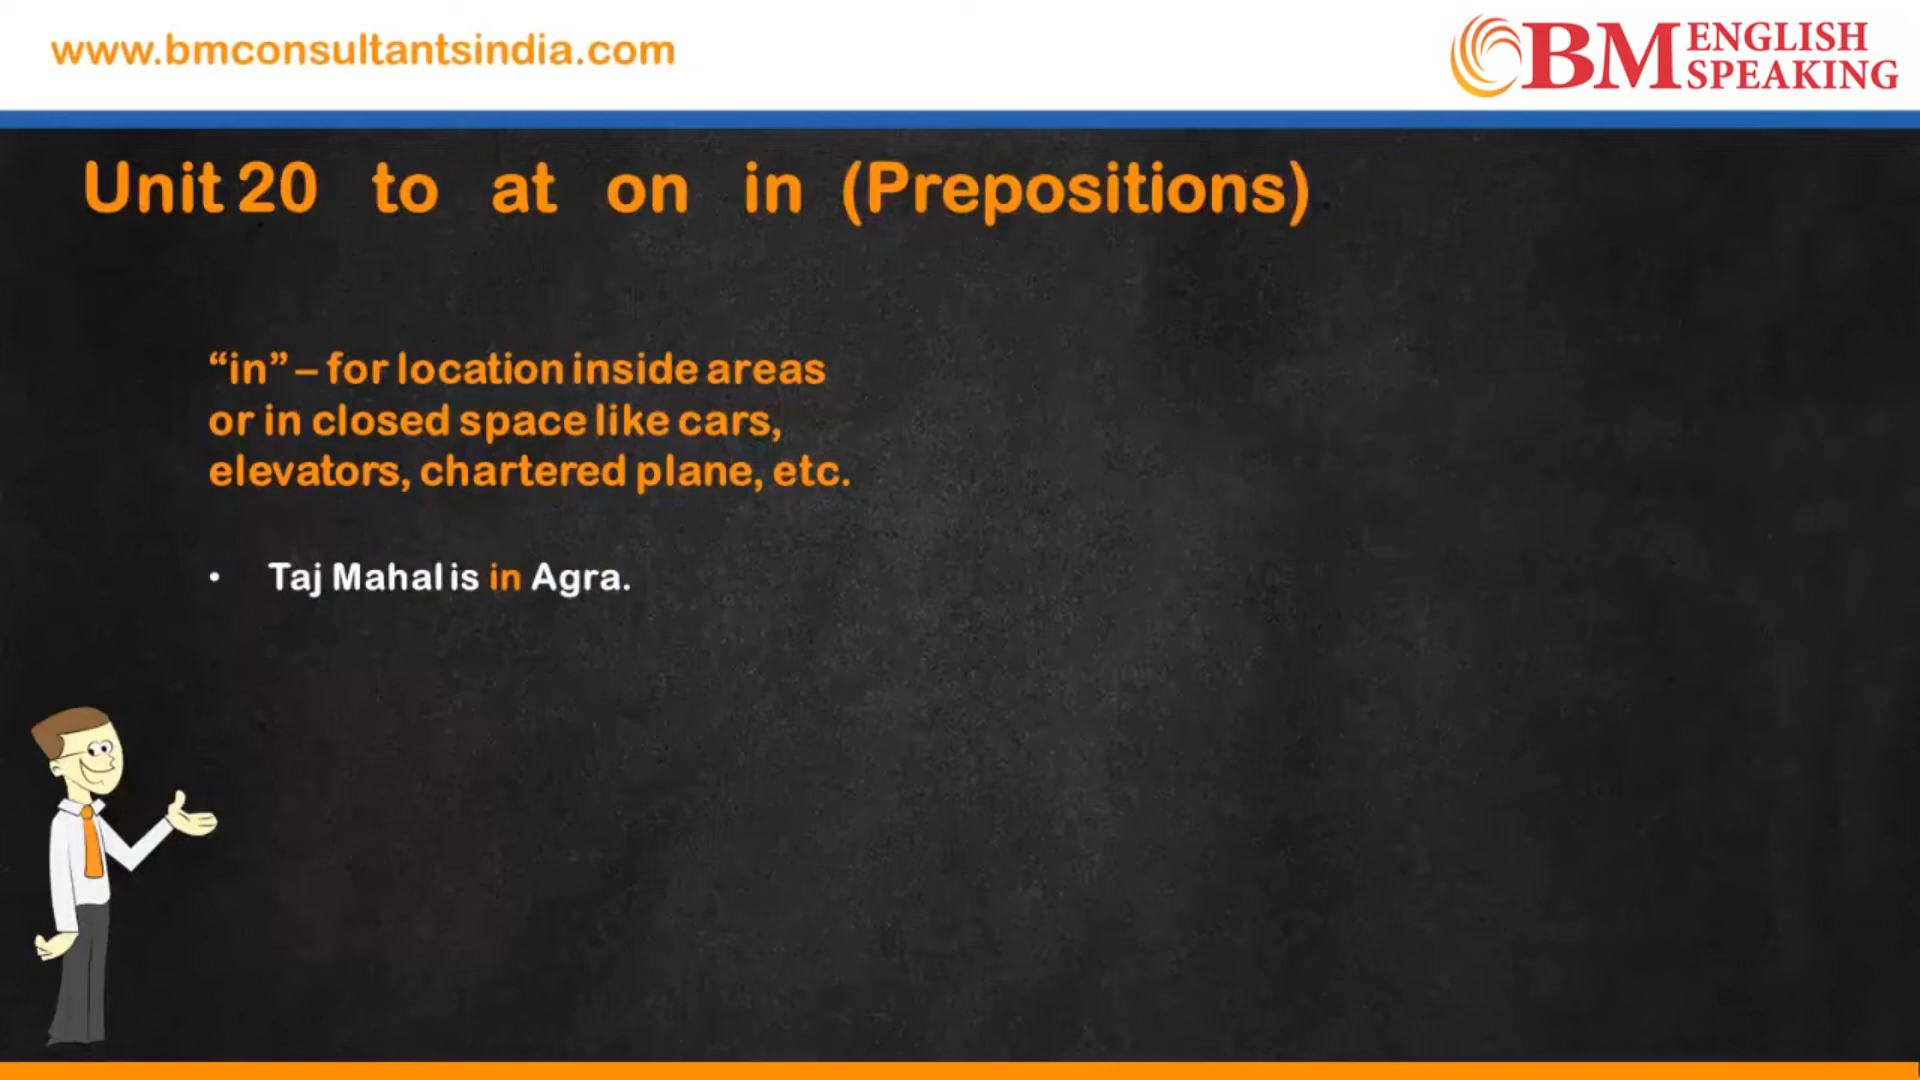 www.bmconsultantsindia.com
BM ENGLISH SPEAKING
Unit 20 to at on in (Prepositions)
“in” – for location inside areas
or in closed space like cars,
elevators, chartered plane, etc.
• Taj Mahal is in Agra.